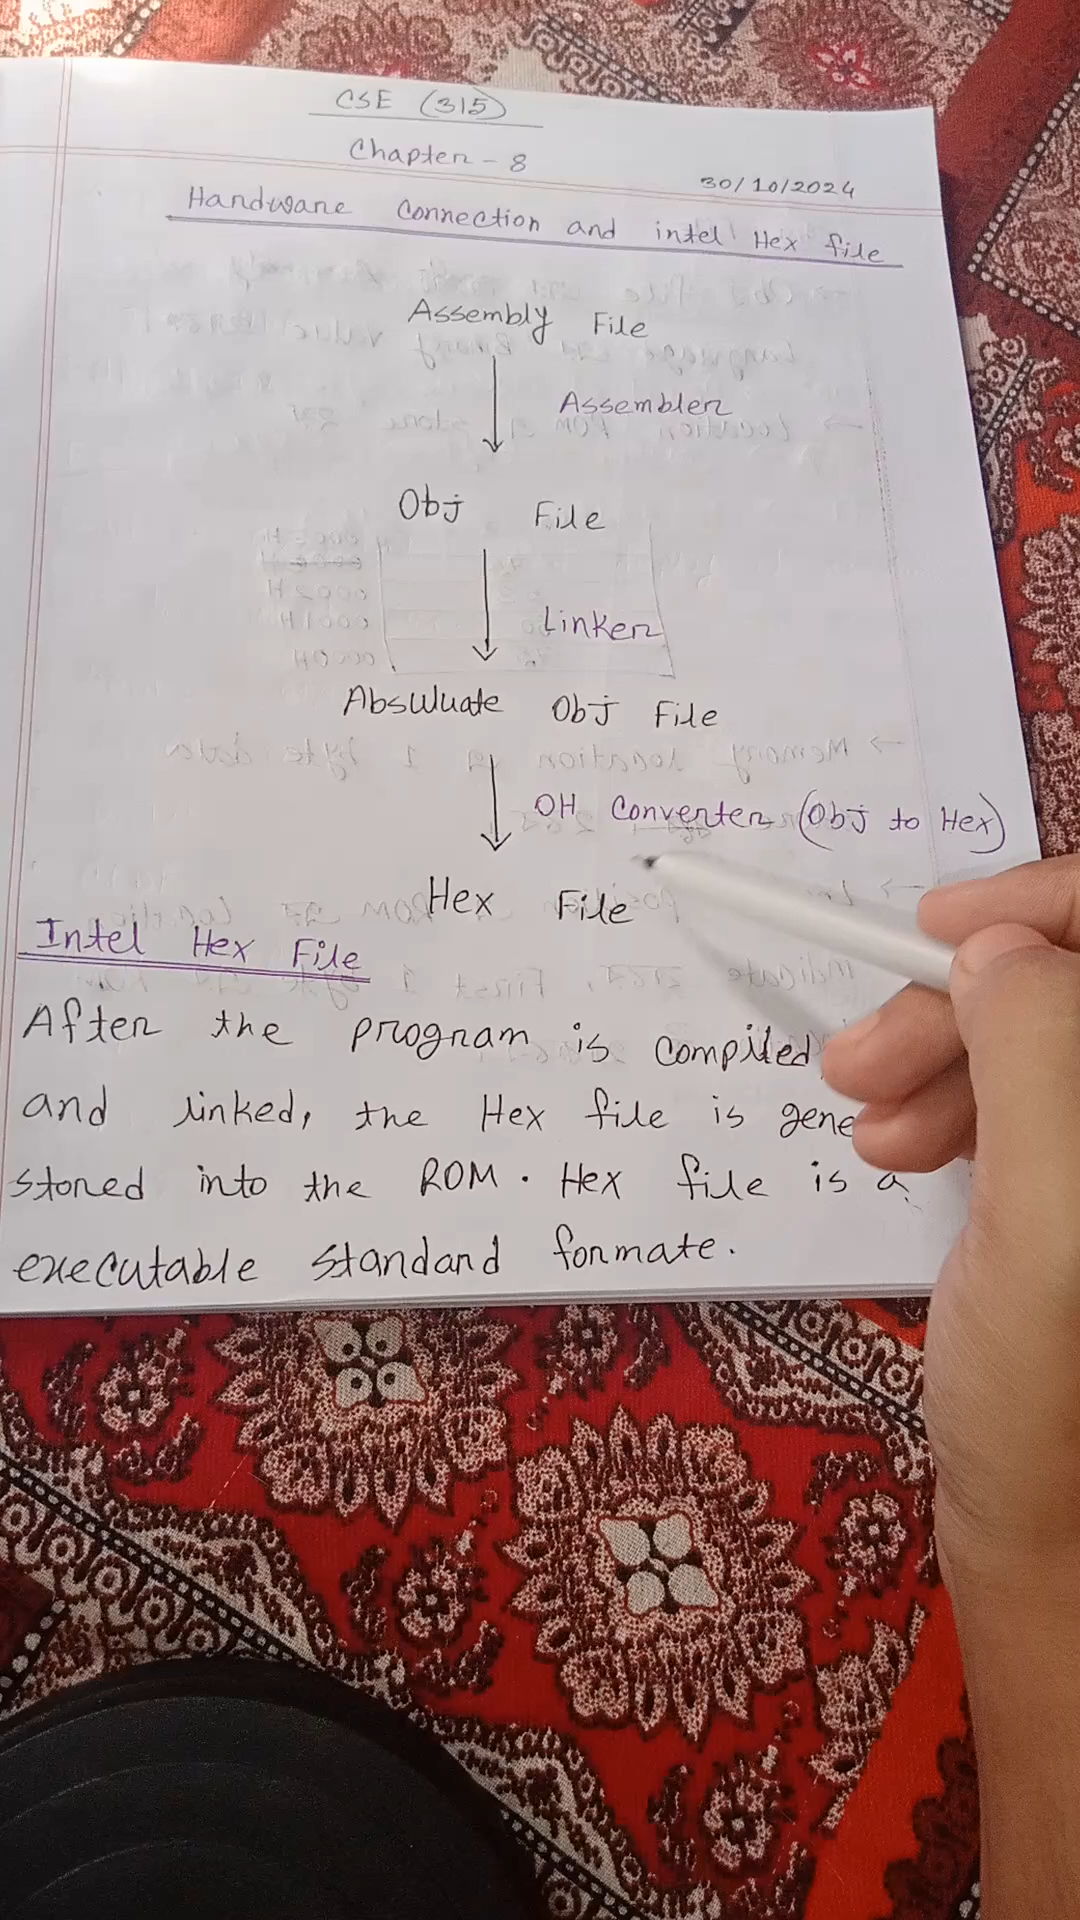 CSE (315)
Chapter - 8
30/10/2024
Hardware Connection and intel Hex file
Assembly File
Assembler
Obj File
Linker
Abswluate Obj File
OH Converter (Obj to Hex)
Hex File
Intel Hex File
After the program is compiled
and linked, the Hex file is gene
stored into the ROM. Hex file is a
executable standard formate.